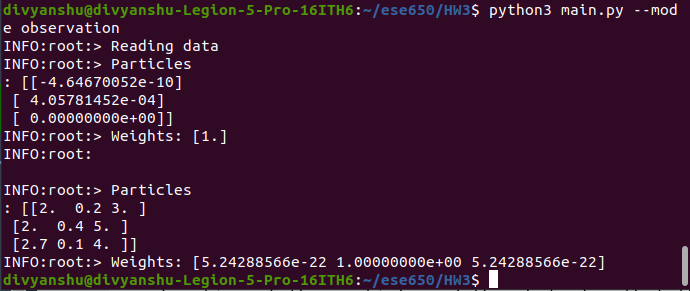 divyanshu@divyanshu-Legion-5-Pro-16ITH6:~/ese650/HW3$ python3 main.py --mod
e observation
INFO:root:> Reading data
INFO:root:> Particles
: [[-4.64670052e-10]
 [ 4.05781452e-04]
 [ 0.00000000e+00]]
INFO:root:> Weights: [1.]
INFO:root:

INFO:root:> Particles
: [[2.  0.2 3. ]
 [2.  0.4 5. ]
 [2.7 0.1 4. ]]
INFO:root:> Weights: [5.24288566e-22 1.00000000e+00 5.24288566e-22]
divyanshu@divyanshu-Legion-5-Pro-16ITH6:~/ese650/HW3$